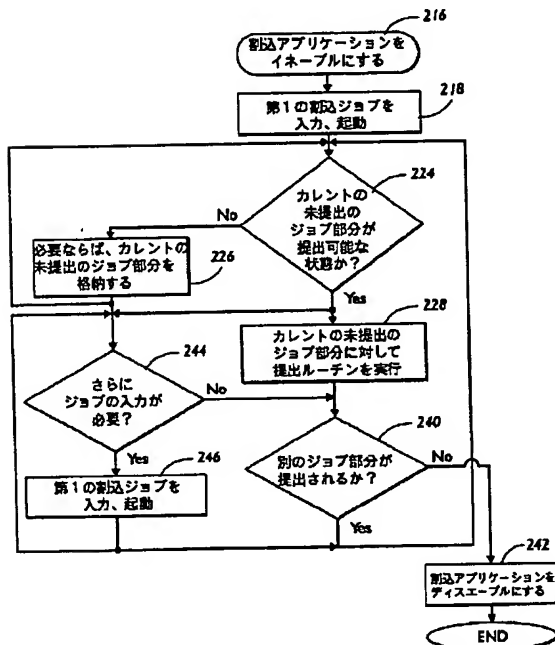 216
割込アプリケーションを
イネーブルにする
218
第1の割込ジョブを
入力、起動
224
カレントの
未提出の
ジョブ部分が
提出可能な
状態か?
No
必要ならば、カレントの
未提出のジョブ部分を
格納する
226
Yes
228
カレントの未提出の
ジョブ部分に対して
提出ルーチンを実行
244
さらに
ジョブの入力が
必要?
No
240
別のジョブ部分が
提出されるか?
No
Yes
246
第1の割込ジョブを
入力、起動
Yes
242
割込アプリケーションを
ディスエーブルにする
END